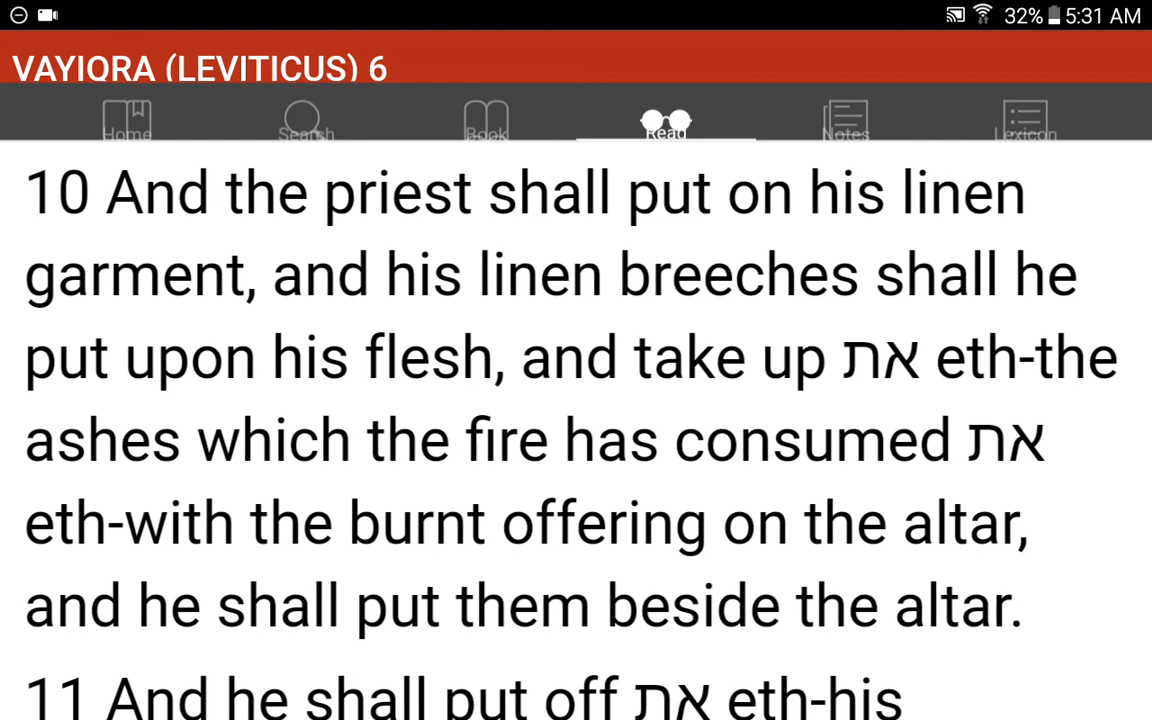 32% 5:31 AM
VAYIQRA (LEVITICUS) 6
Home Search Book Read Notes Lexicon
10 And the priest shall put on his linen
garment, and his linen breeches shall he
put upon his flesh, and take up את eth-the
ashes which the fire has consumed את
eth-with the burnt offering on the altar,
and he shall put them beside the altar.
11 And he shall put off את eth-his